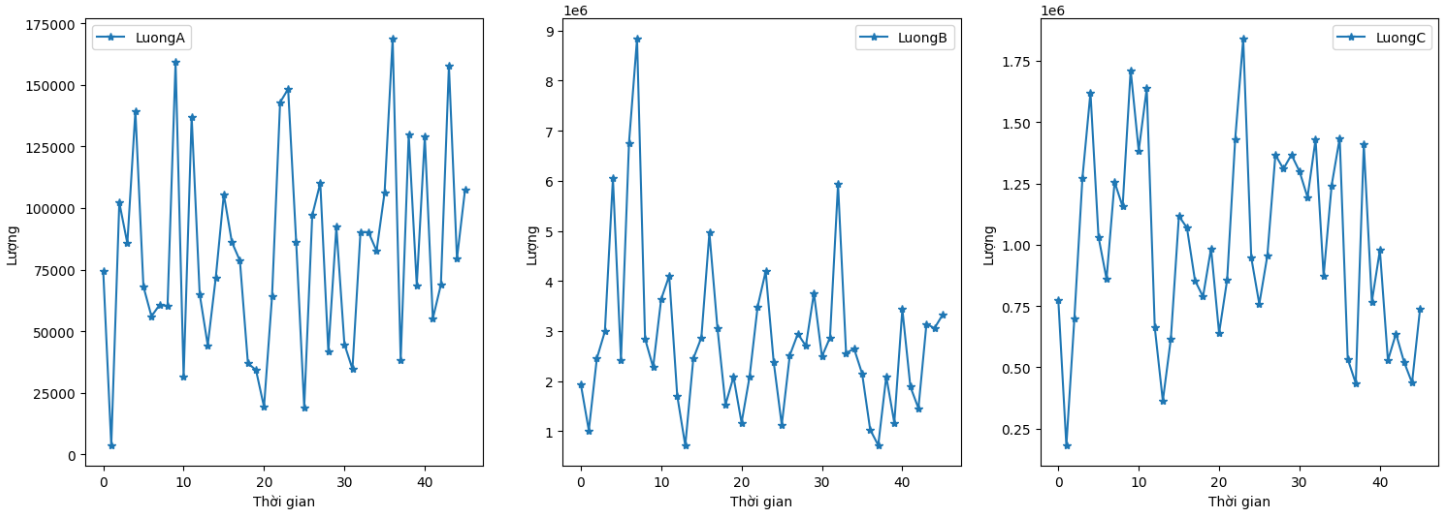 LuongA
175000
150000
125000
100000
75000
50000
25000
0
Lượng
0 10 20 30 40
Thời gian
1e6
LuongB
9
8
7
6
5
4
3
2
1
Lượng
0 10 20 30 40
Thời gian
1e6
LuongC
1.75
1.50
1.25
1.00
0.75
0.50
0.25
Lượng
0 10 20 30 40
Thời gian